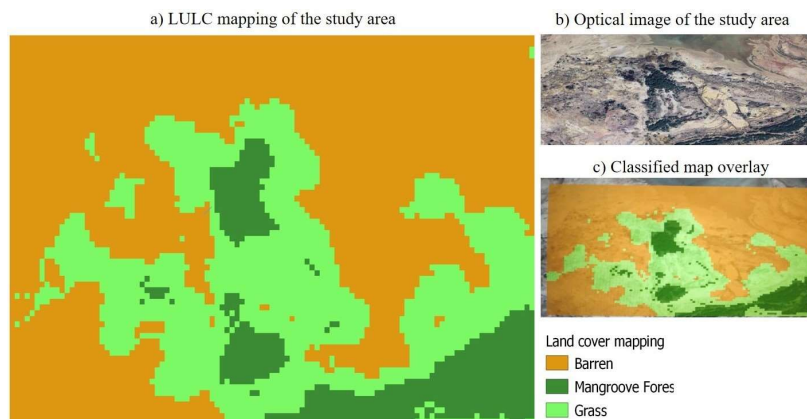 a) LULC mapping of the study area
b) Optical image of the study area
c) Classified map overlay
Land cover mapping
Barren
Mangroove Fores
Grass